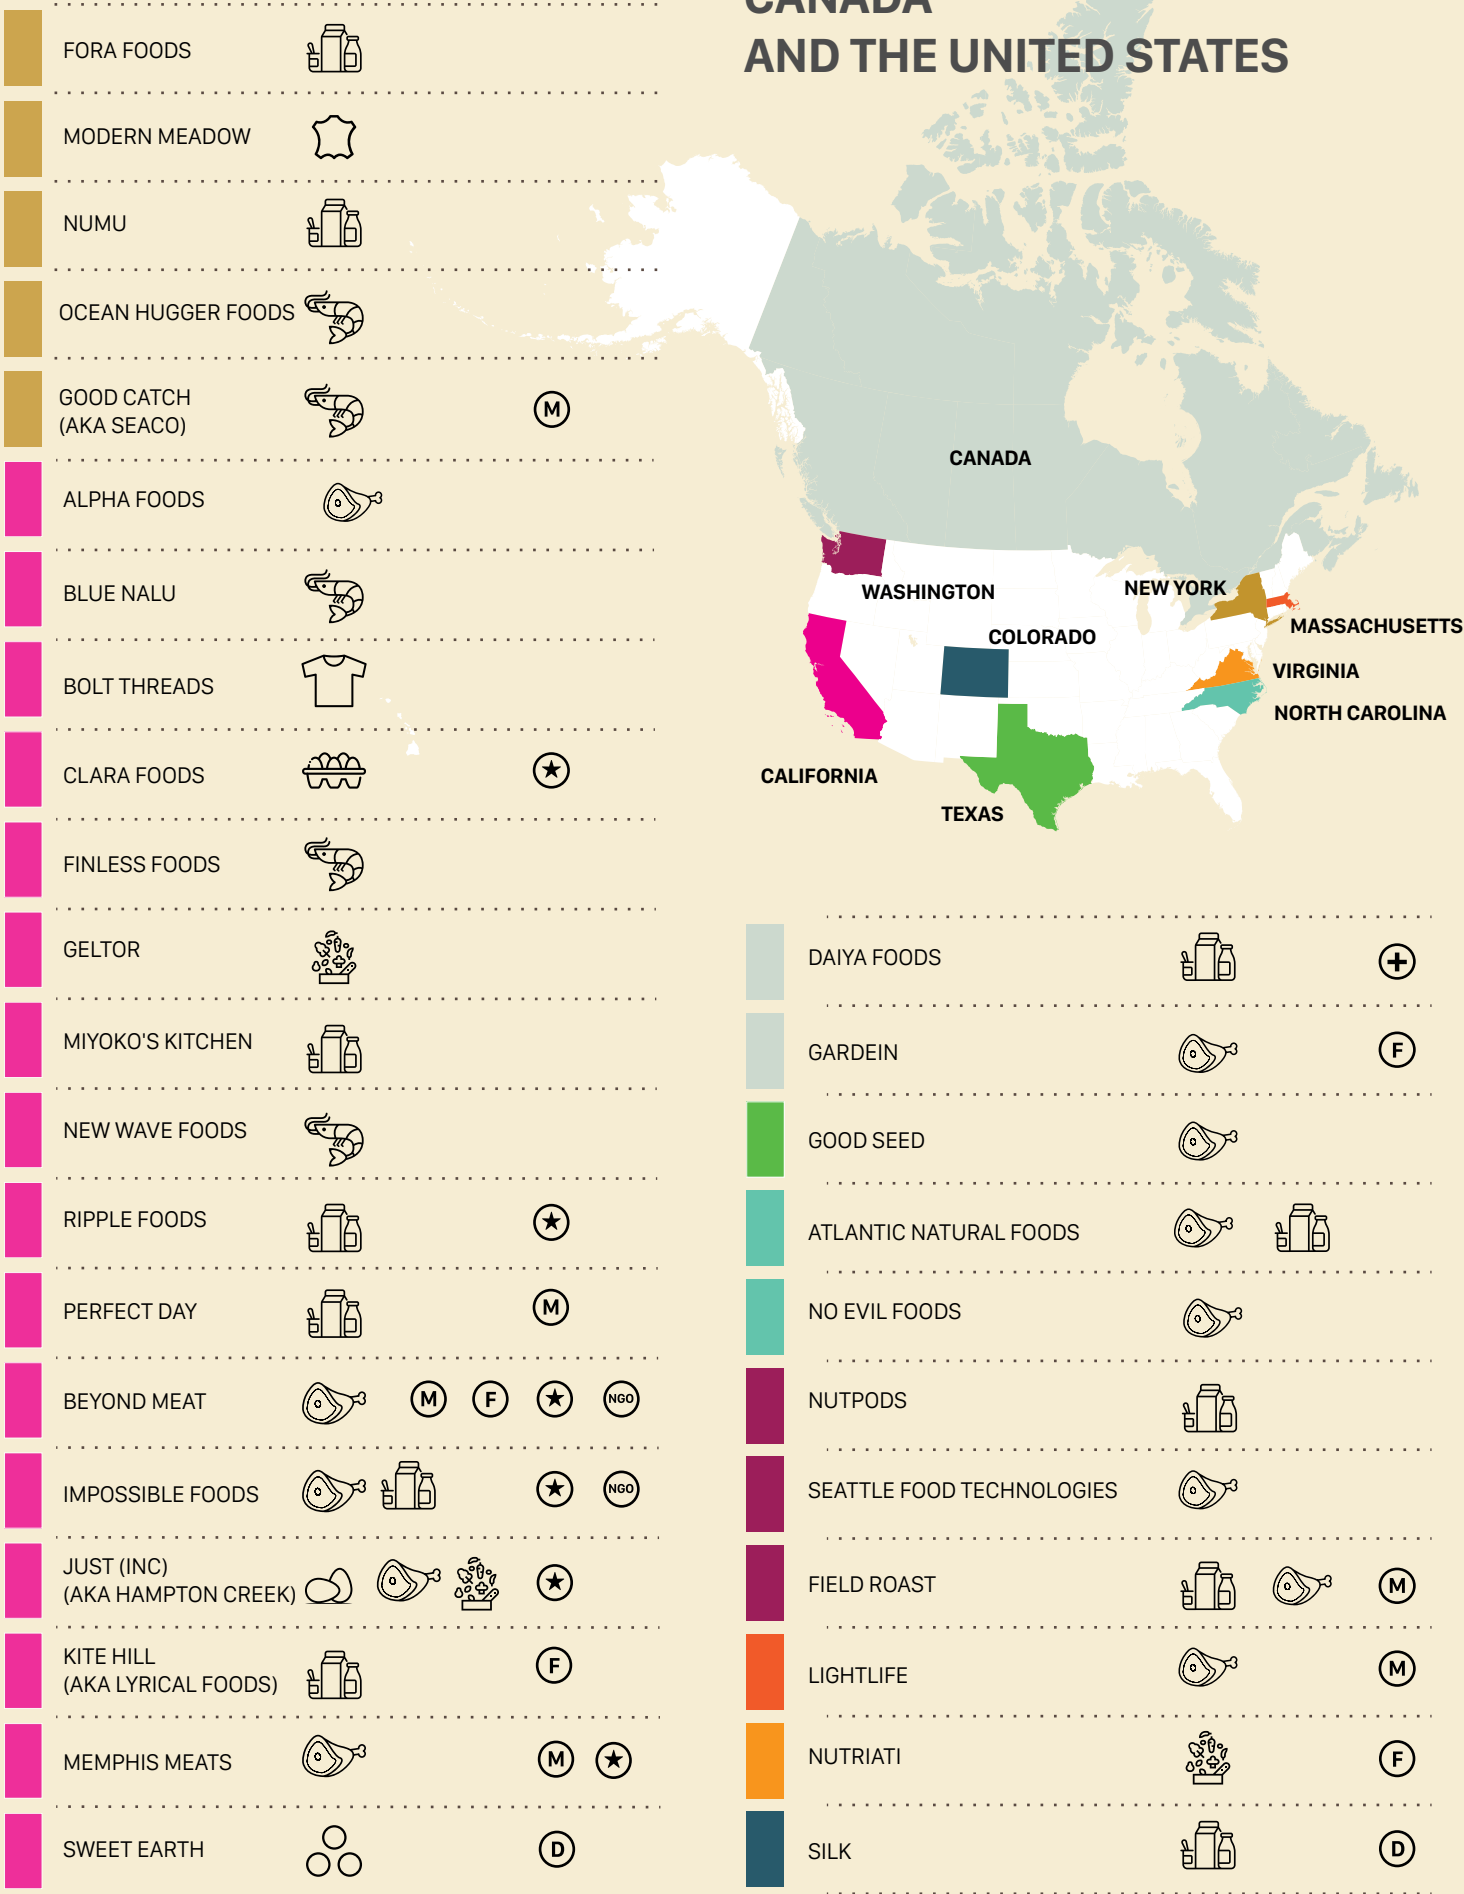 CANADA
AND THE UNITED STATES
FORA FOODS
MODERN MEADOW
NUMU
OCEAN HUGGER FOODS
GOOD CATCH
(AKA SEACO)
M
ALPHA FOODS
BLUE NALU
BOLT THREADS
CLARA FOODS
FINLESS FOODS
GELTOR
MIYOKO'S KITCHEN
NEW WAVE FOODS
RIPPLE FOODS
PERFECT DAY
M
BEYOND MEAT
M F NGO
IMPOSSIBLE FOODS
NGO
JUST (INC)
(AKA HAMPTON CREEK)
KITE HILL
(AKA LYRICAL FOODS)
F
MEMPHIS MEATS
M
SWEET EARTH
D
CANADA
WASHINGTON
NEW YORK
MASSACHUSETTS
COLORADO
VIRGINIA
NORTH CAROLINA
CALIFORNIA
TEXAS
DAIYA FOODS
GARDEIN
F
GOOD SEED
ATLANTIC NATURAL FOODS
NO EVIL FOODS
NUTPODS
SEATTLE FOOD TECHNOLOGIES
FIELD ROAST
M
LIGHTLIFE
M
NUTRIATI
F
SILK
D